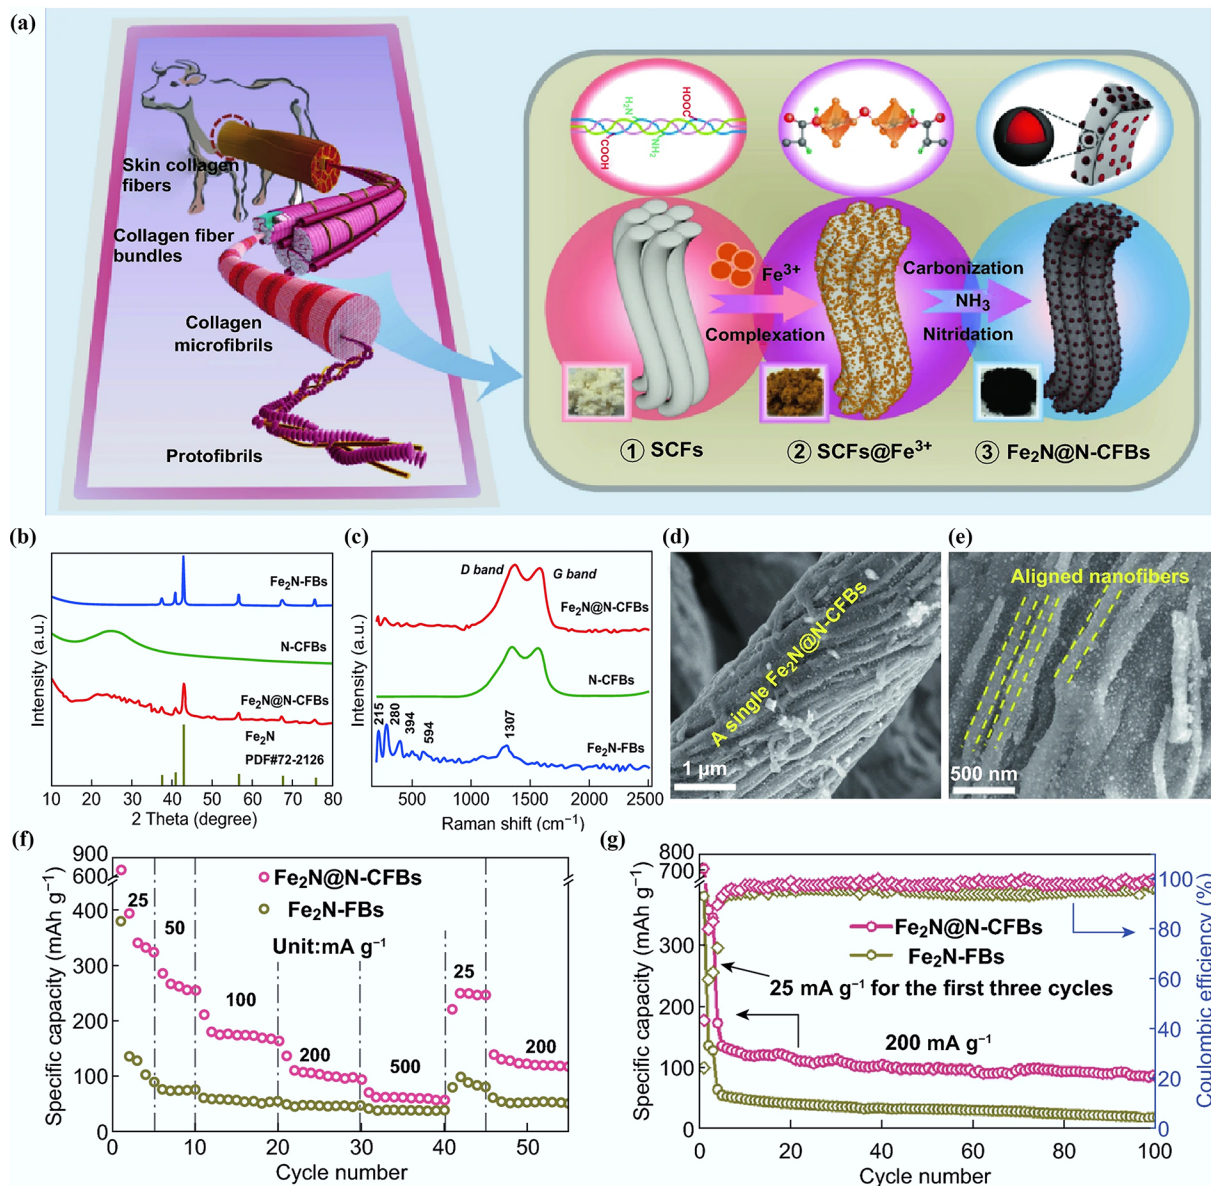 (a)
Skin collagen
fibers
Collagen fiber
bundles
Collagen
microfibrils
Protofibrils
H₂N
HOOC
COOH
NH₂
Fe³⁺
Complexation
Carbonization
NH₃
Nitridation
① SCFs
② SCFs@Fe³⁺
③ Fe₂N@N-CFBs
(b)
Intensity (a.u.)
Fe₂N-FBs
N-CFBs
Fe₂N@N-CFBs
Fe₂N
PDF#72-2126
10 20 30 40 50 60 70 80
2 Theta (degree)
(c)
Intensity (a.u.)
D band G band
Fe₂N@N-CFBs
N-CFBs
215 280 394 594 1307
Fe₂N-FBs
500 1000 1500 2000 2500
Raman shift (cm⁻¹)
(d)
A single Fe₂N@N-CFBs
1 μm
(e)
Aligned nanofibers
500 nm
(f)
Specific capacity (mAh g⁻¹)
900
600
400
300
200
100
0
Fe₂N@N-CFBs
Fe₂N-FBs
Unit:mA g⁻¹
25 50 100 200 500 25 200
0 10 20 30 40 50
Cycle number
(g)
Specific capacity (mAh g⁻¹)
800
700
300
200
100
0
Fe₂N@N-CFBs
Fe₂N-FBs
25 mA g⁻¹ for the first three cycles
200 mA g⁻¹
100
80
60
40
20
0
Coulombic efficiency (%)
0 20 40 60 80 100
Cycle number